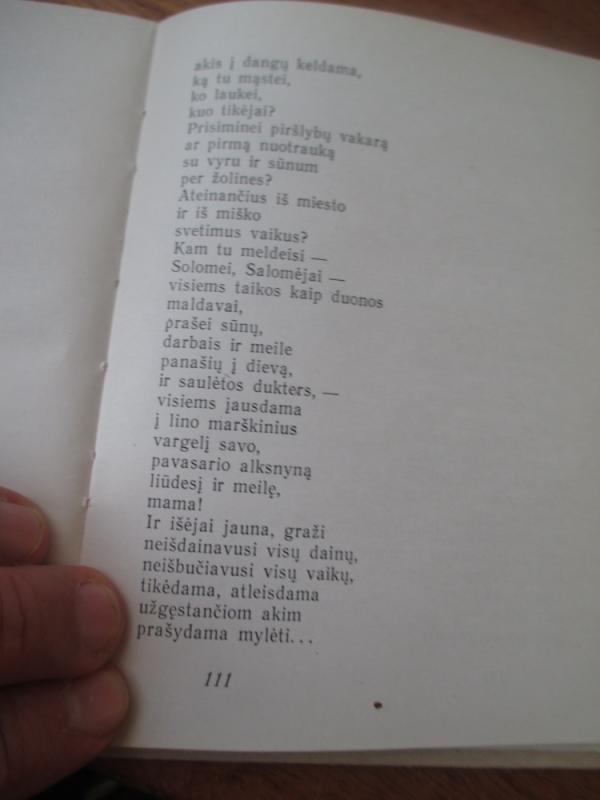 akis į dangų keldama,
ką tu mąstei,
ko laukei,
kuo tikėjai?
Prisiminei piršlybų vakarą
ar pirmą nuotrauką
su vyru ir sūnum
per žolines?
Ateinančius iš miesto
ir iš miško
svetimus vaikus?
Kam tu meldeisi —
Solomei, Salomėjai —
visiems taikos kaip duonos
maldavai,
prašei sūnų,
darbais ir meile
panašių į dievą,
ir saulėtos dukters, —
visiems jausdama
į lino marškinius
vargelį savo,
pavasario alksnyną
liūdesį ir meilę,
mama!
Ir išėjai jauna, graži
neišdainavusi visų dainų,
neišbučiavusi visų vaikų,
tikėdama, atleisdama
užgęstančiom akim
prašydama mylėti...
111